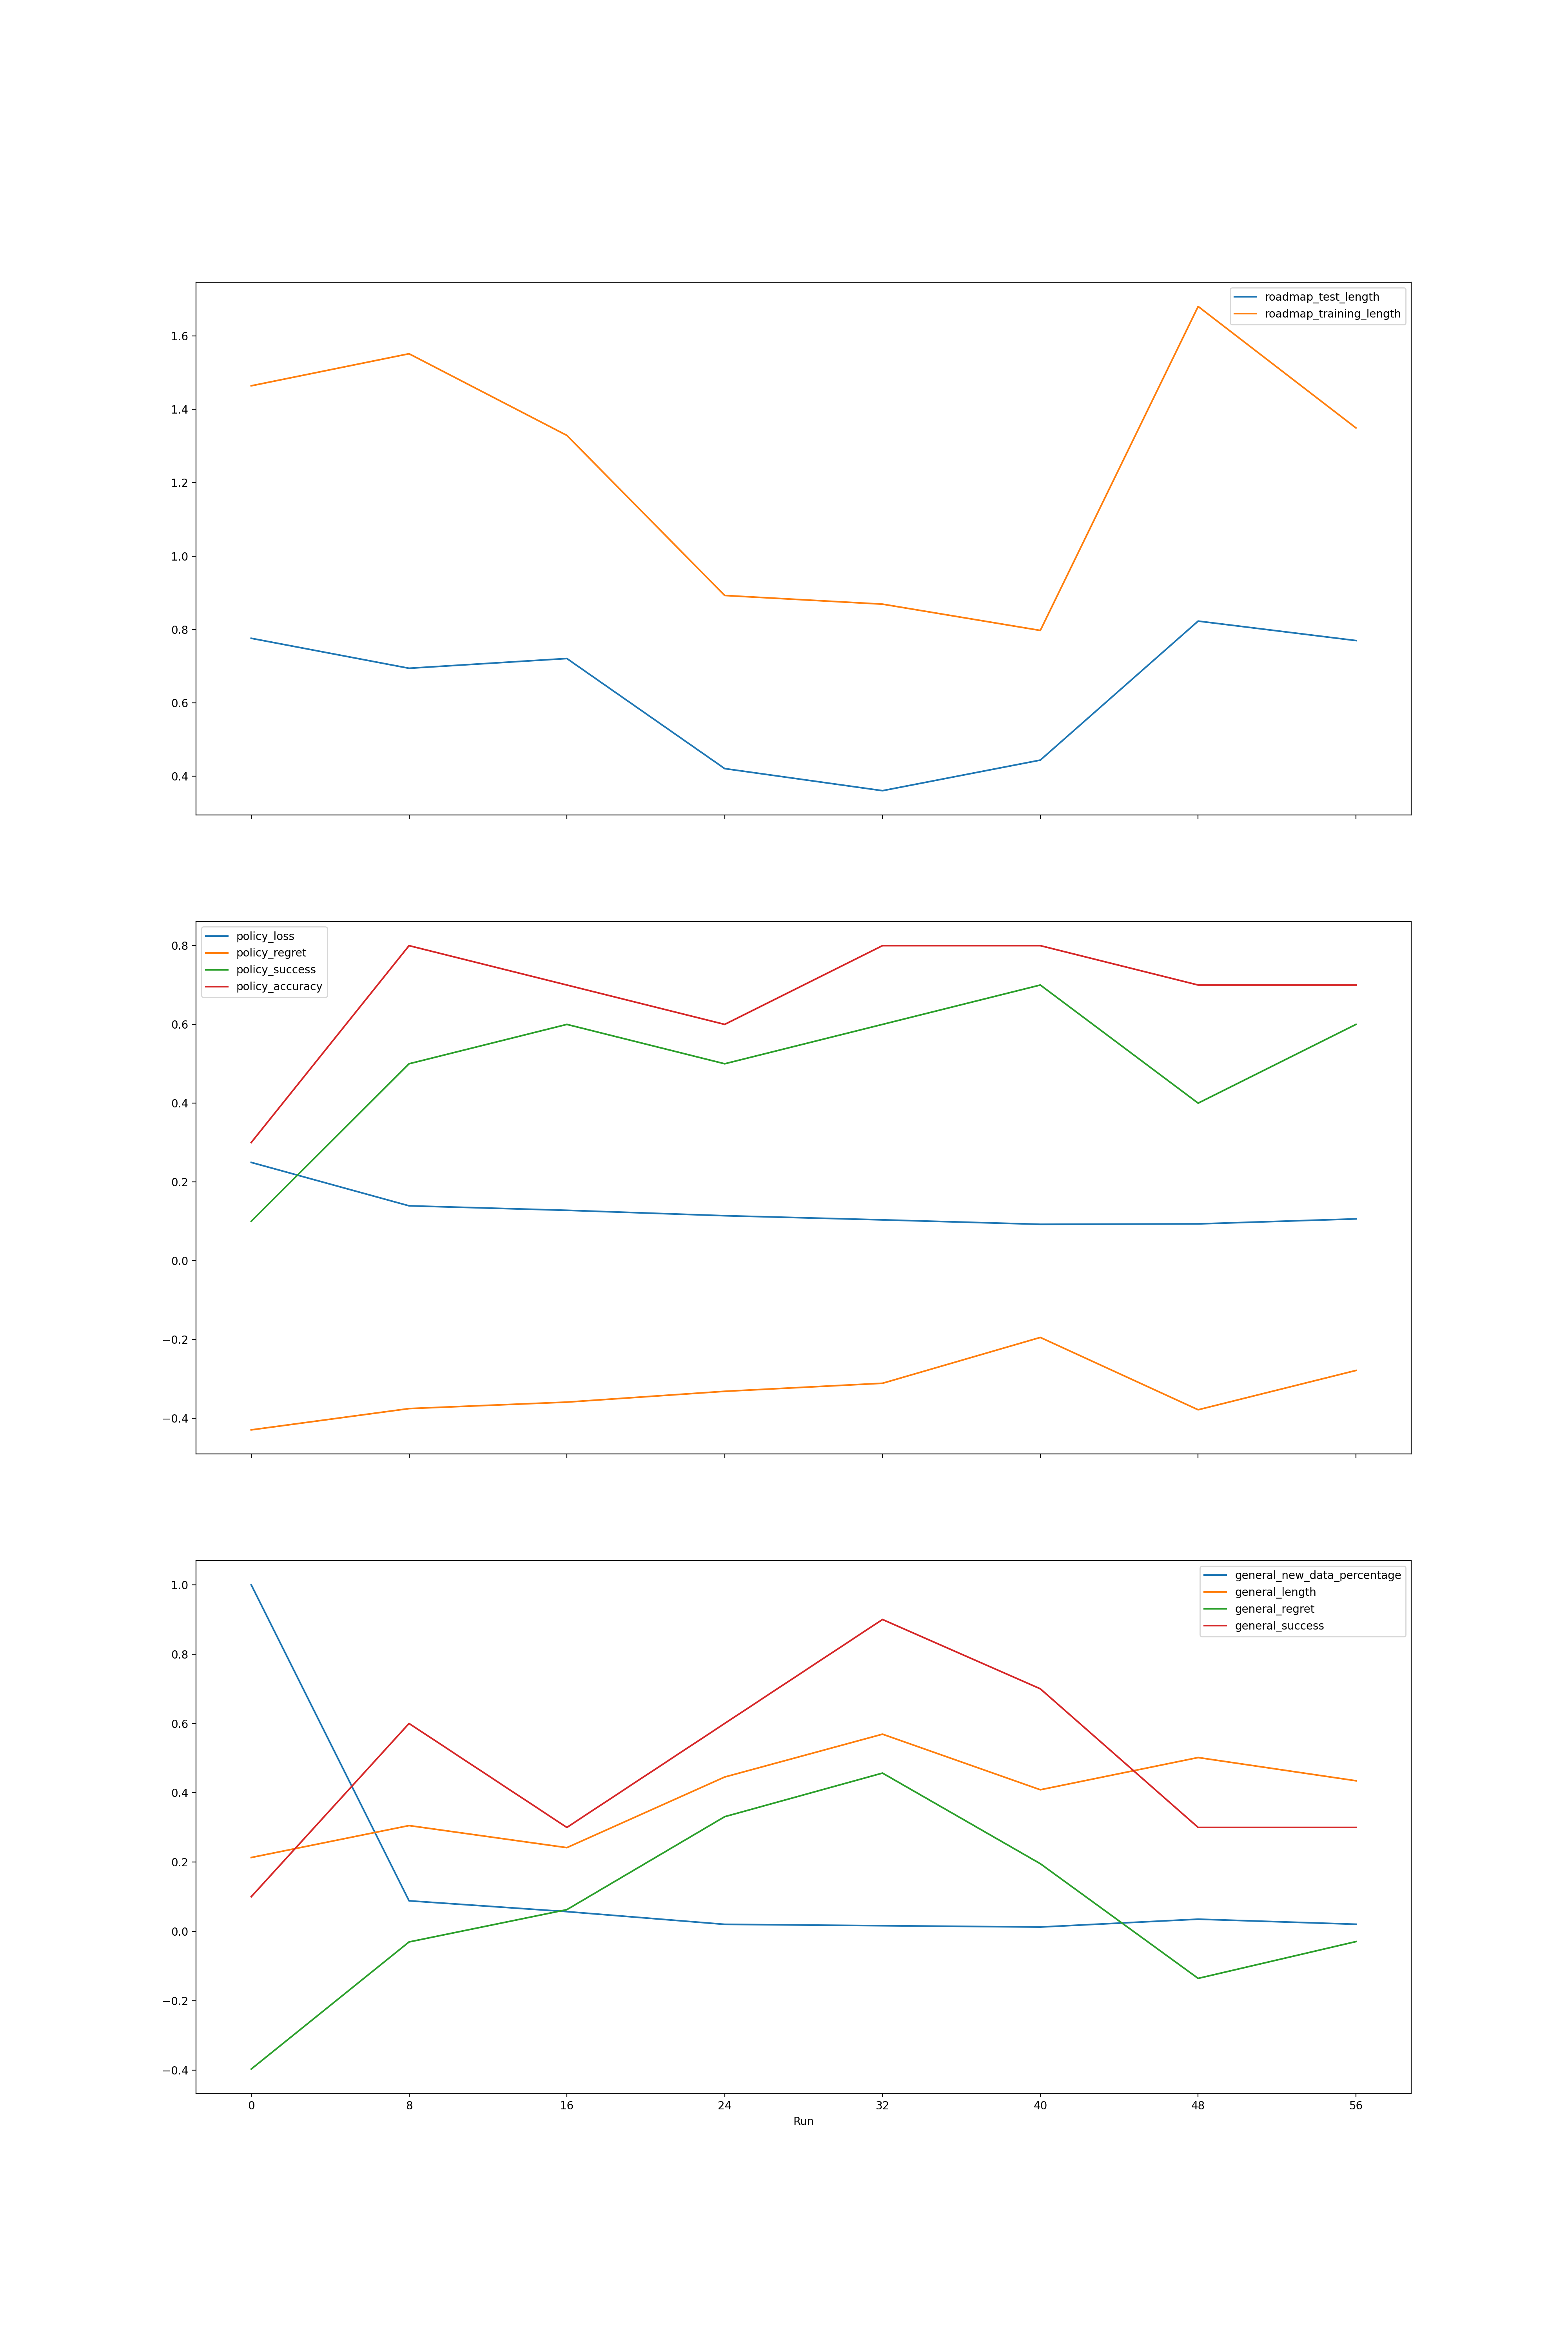 roadmap_test_length
roadmap_training_length
1.6
1.4
1.2
1.0
0.8
0.6
0.4
policy_loss
policy_regret
policy_success
policy_accuracy
0.8
0.6
0.4
0.2
0.0
−0.2
−0.4
general_new_data_percentage
general_length
general_regret
general_success
1.0
0.8
0.6
0.4
0.2
0.0
−0.2
−0.4
0 8 16 24 32 40 48 56
Run